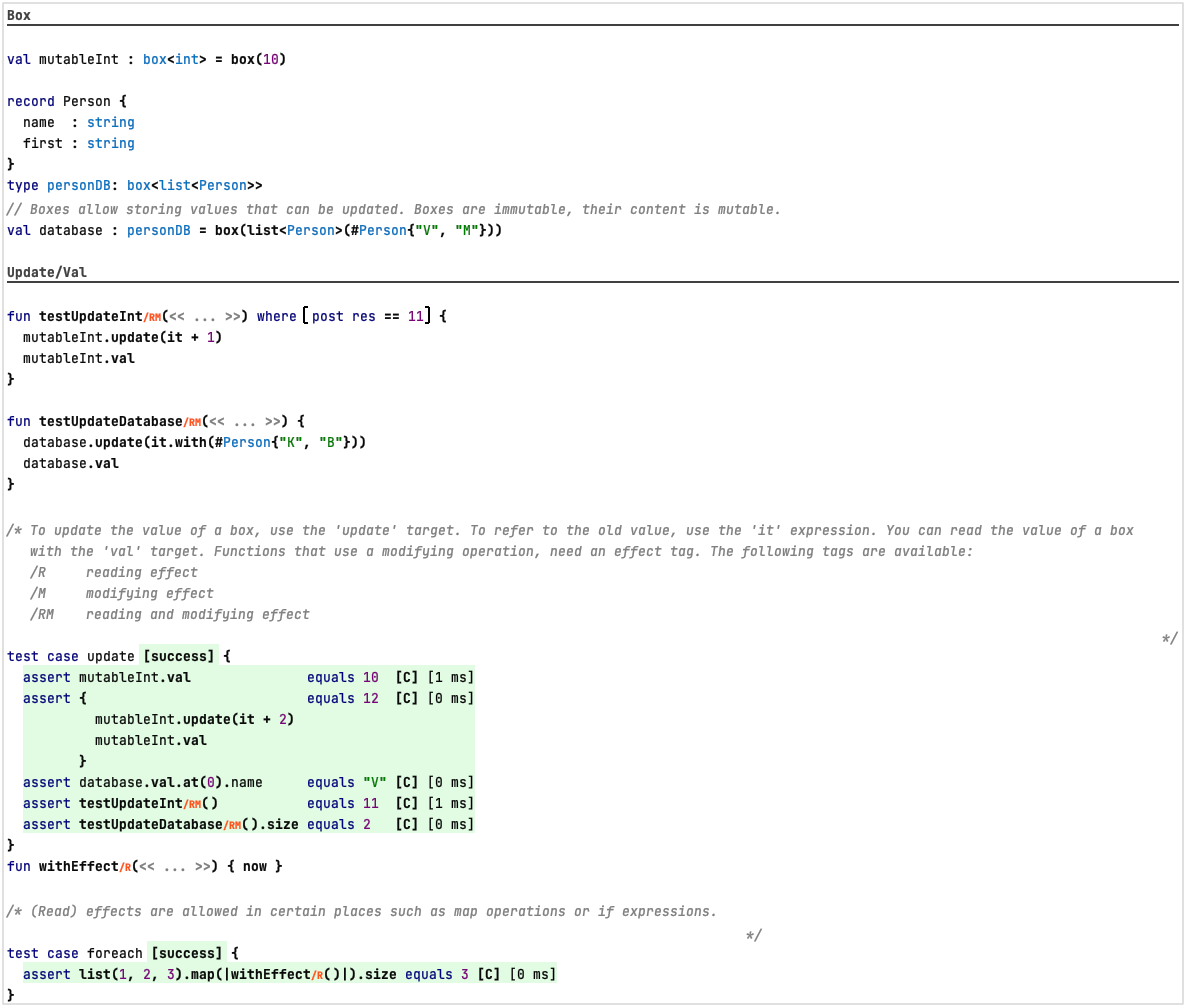 Box
val mutableInt : box<int> = box(10)
record Person {
  name  : string
  first : string
}
type personDB: box<list<Person>>
// Boxes allow storing values that can be updated. Boxes are immutable, their content is mutable.
val database : personDB = box(list<Person>(#Person{"V", "M"}))
Update/Val
fun testUpdateInt/RM(<< ... >>) where [post res == 11] {
  mutableInt.update(it + 1)
  mutableInt.val
}
fun testUpdateDatabase/RM(<< ... >>) {
  database.update(it.with(#Person{"K", "B"}))
  database.val
}
/* To update the value of a box, use the 'update' target. To refer to the old value, use the 'it' expression. You can read the value of a box
   with the 'val' target. Functions that use a modifying operation, need an effect tag. The following tags are available:
   /R     reading effect
   /M     modifying effect
   /RM    reading and modifying effect
*/
test case update [success] {
  assert mutableInt.val               equals 10  [C] [1 ms]
  assert {                            equals 12  [C] [0 ms]
           mutableInt.update(it + 2)
           mutableInt.val
         }
  assert database.val.at(0).name      equals "V" [C] [0 ms]
  assert testUpdateInt/RM()           equals 11  [C] [1 ms]
  assert testUpdateDatabase/RM().size equals 2   [C] [0 ms]
}
fun withEffect/R(<< ... >>) { now }
/* (Read) effects are allowed in certain places such as map operations or if expressions.
*/
test case foreach [success] {
  assert list(1, 2, 3).map(|withEffect/R()|).size equals 3 [C] [0 ms]
}